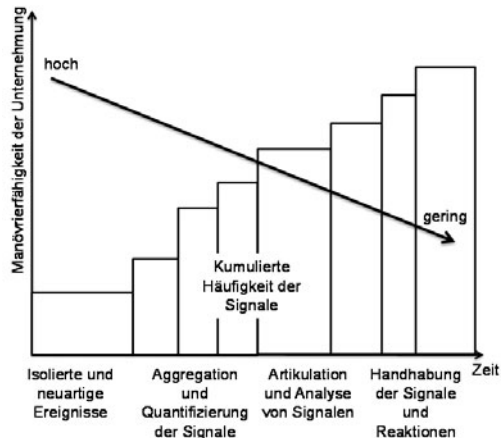 Manövrierfähigkeit der Unternehmung
hoch
gering
Kumulierte
Häufigkeit der
Signale
Zeit
Isolierte und
neuartige
Ereignisse
Aggregation
und
Quantifizierung
der Signale
Artikulation
und Analyse
von Signalen
Handhabung
der Signale
und
Reaktionen